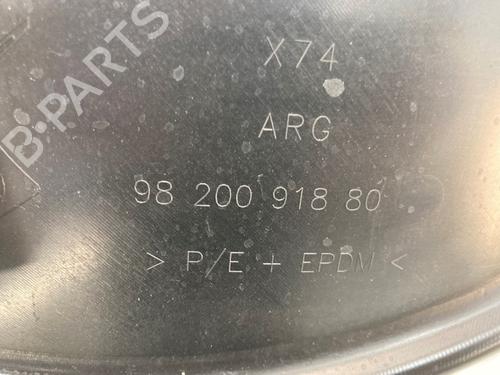 B-PARTS
X74
ARG
98 200 918 80
> P/E + EPDM <